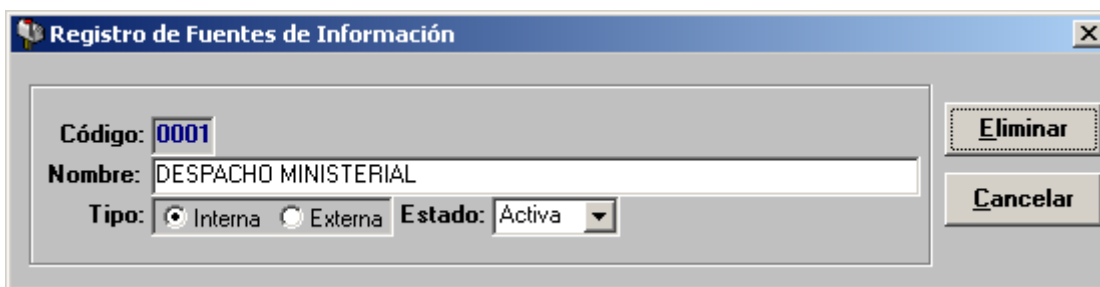 Registro de Fuentes de Información
Código: 0001
Eliminar
Nombre: DESPACHO MINISTERIAL
Tipo: Interna Externa Estado: Activa
Cancelar